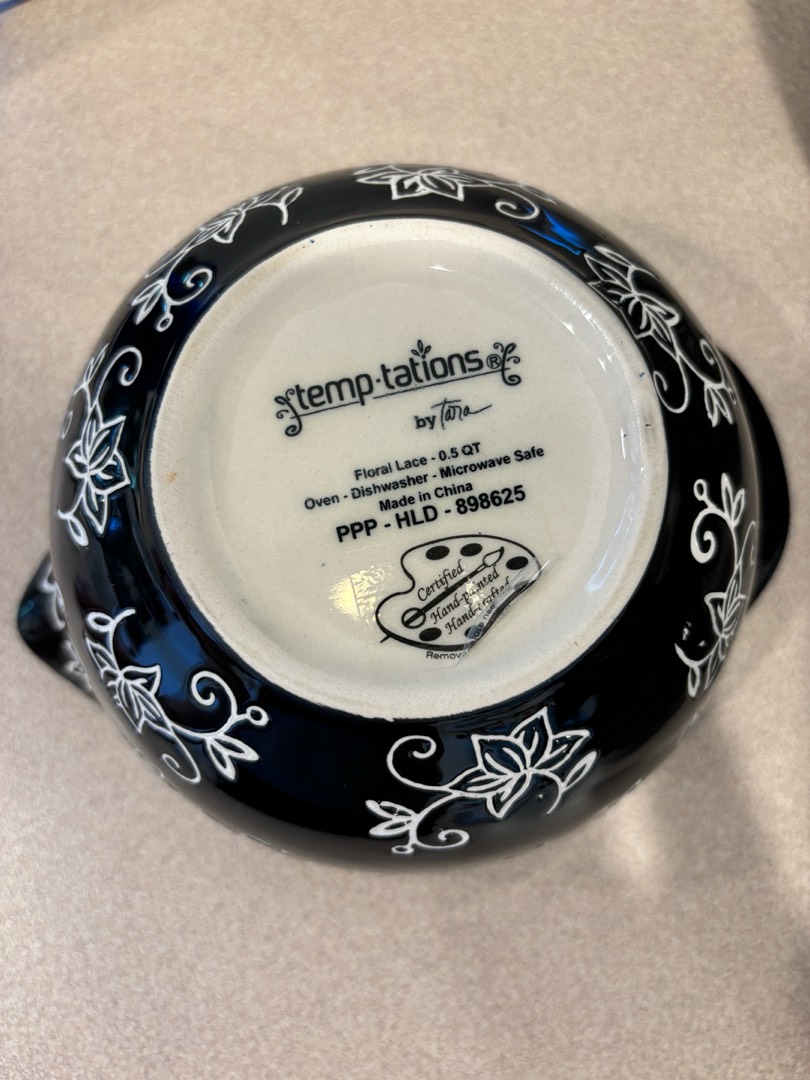 temp·tations®
by Tara
Floral Lace - 0.5 QT
Oven - Dishwasher - Microwave Safe
Made in China
PPP - HLD - 898625
Certified
Hand-painted
Hand-crafted